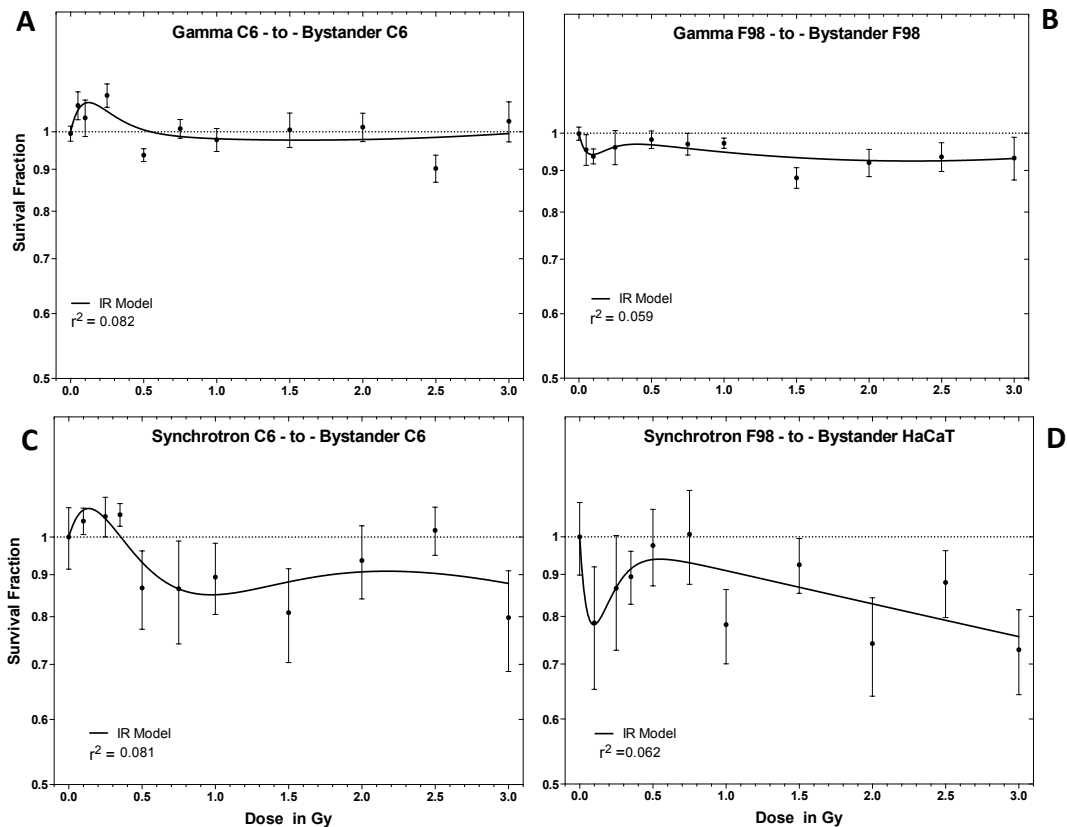 A
Gamma C6 - to - Bystander C6
1
0.9
0.8
0.7
0.6
0.5
Surival Fraction
IR Model
r² = 0.082
0.0 0.5 1.0 1.5 2.0 2.5 3.0
B
Gamma F98 - to - Bystander F98
1
0.9
0.8
0.7
0.6
0.5
IR Model
r² = 0.059
0.0 0.5 1.0 1.5 2.0 2.5 3.0
C
Synchrotron C6 - to - Bystander C6
1
0.9
0.8
0.7
0.6
0.5
Survival Fraction
IR Model
r² = 0.081
0.0 0.5 1.0 1.5 2.0 2.5 3.0
Dose in Gy
D
Synchrotron F98 - to - Bystander HaCaT
1
0.9
0.8
0.7
0.6
0.5
IR Model
r² =0.062
0.0 0.5 1.0 1.5 2.0 2.5 3.0
Dose in Gy